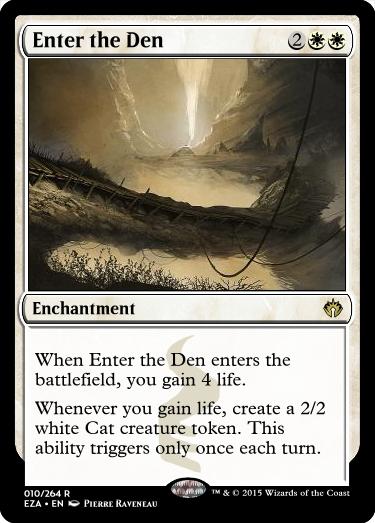 Enter the Den 2
Enchantment
When Enter the Den enters the
battlefield, you gain 4 life.
Whenever you gain life, create a 2/2
white Cat creature token. This
ability triggers only once each turn.
010/264 R
EZA • EN Pierre Raveneau
™ & © 2015 Wizards of the Coast